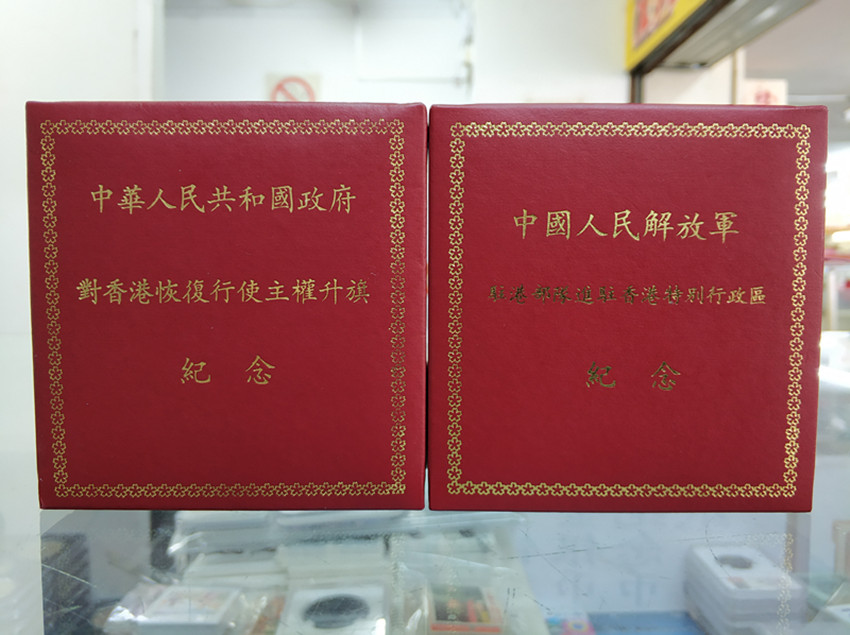 中華人民共和國政府
對香港恢復行使主權升旗
紀念
中國人民解放軍
駐港部隊進駐香港特別行政區
紀念